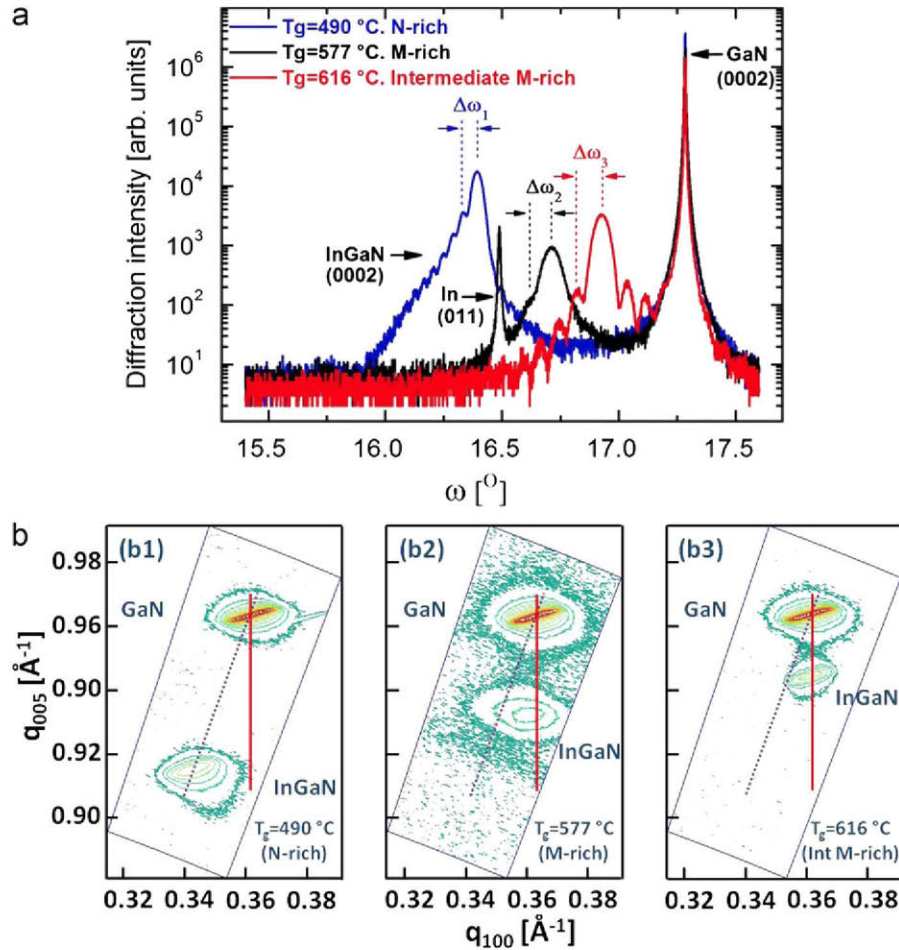 a
Tg=490 °C. N-rich
Tg=577 °C. M-rich
Tg=616 °C. Intermediate M-rich
GaN
(0002)
Δω1
Δω2
Δω3
InGaN
(0002)
In
(011)
Diffraction intensity [arb. units]
10^6
10^5
10^4
10^3
10^2
10^1
15.5 16.0 16.5 17.0 17.5
ω [O]
b
(b1) (b2) (b3)
0.98
0.96
0.90
0.92
0.90
q005 [Å-1]
GaN GaN GaN
InGaN InGaN InGaN
Tg=490 °C
(N-rich)
Tg=577 °C
(M-rich)
Tg=616 °C
(Int M-rich)
0.32 0.34 0.36 0.38 0.32 0.34 0.36 0.38 0.32 0.34 0.36 0.38
q100 [Å-1]